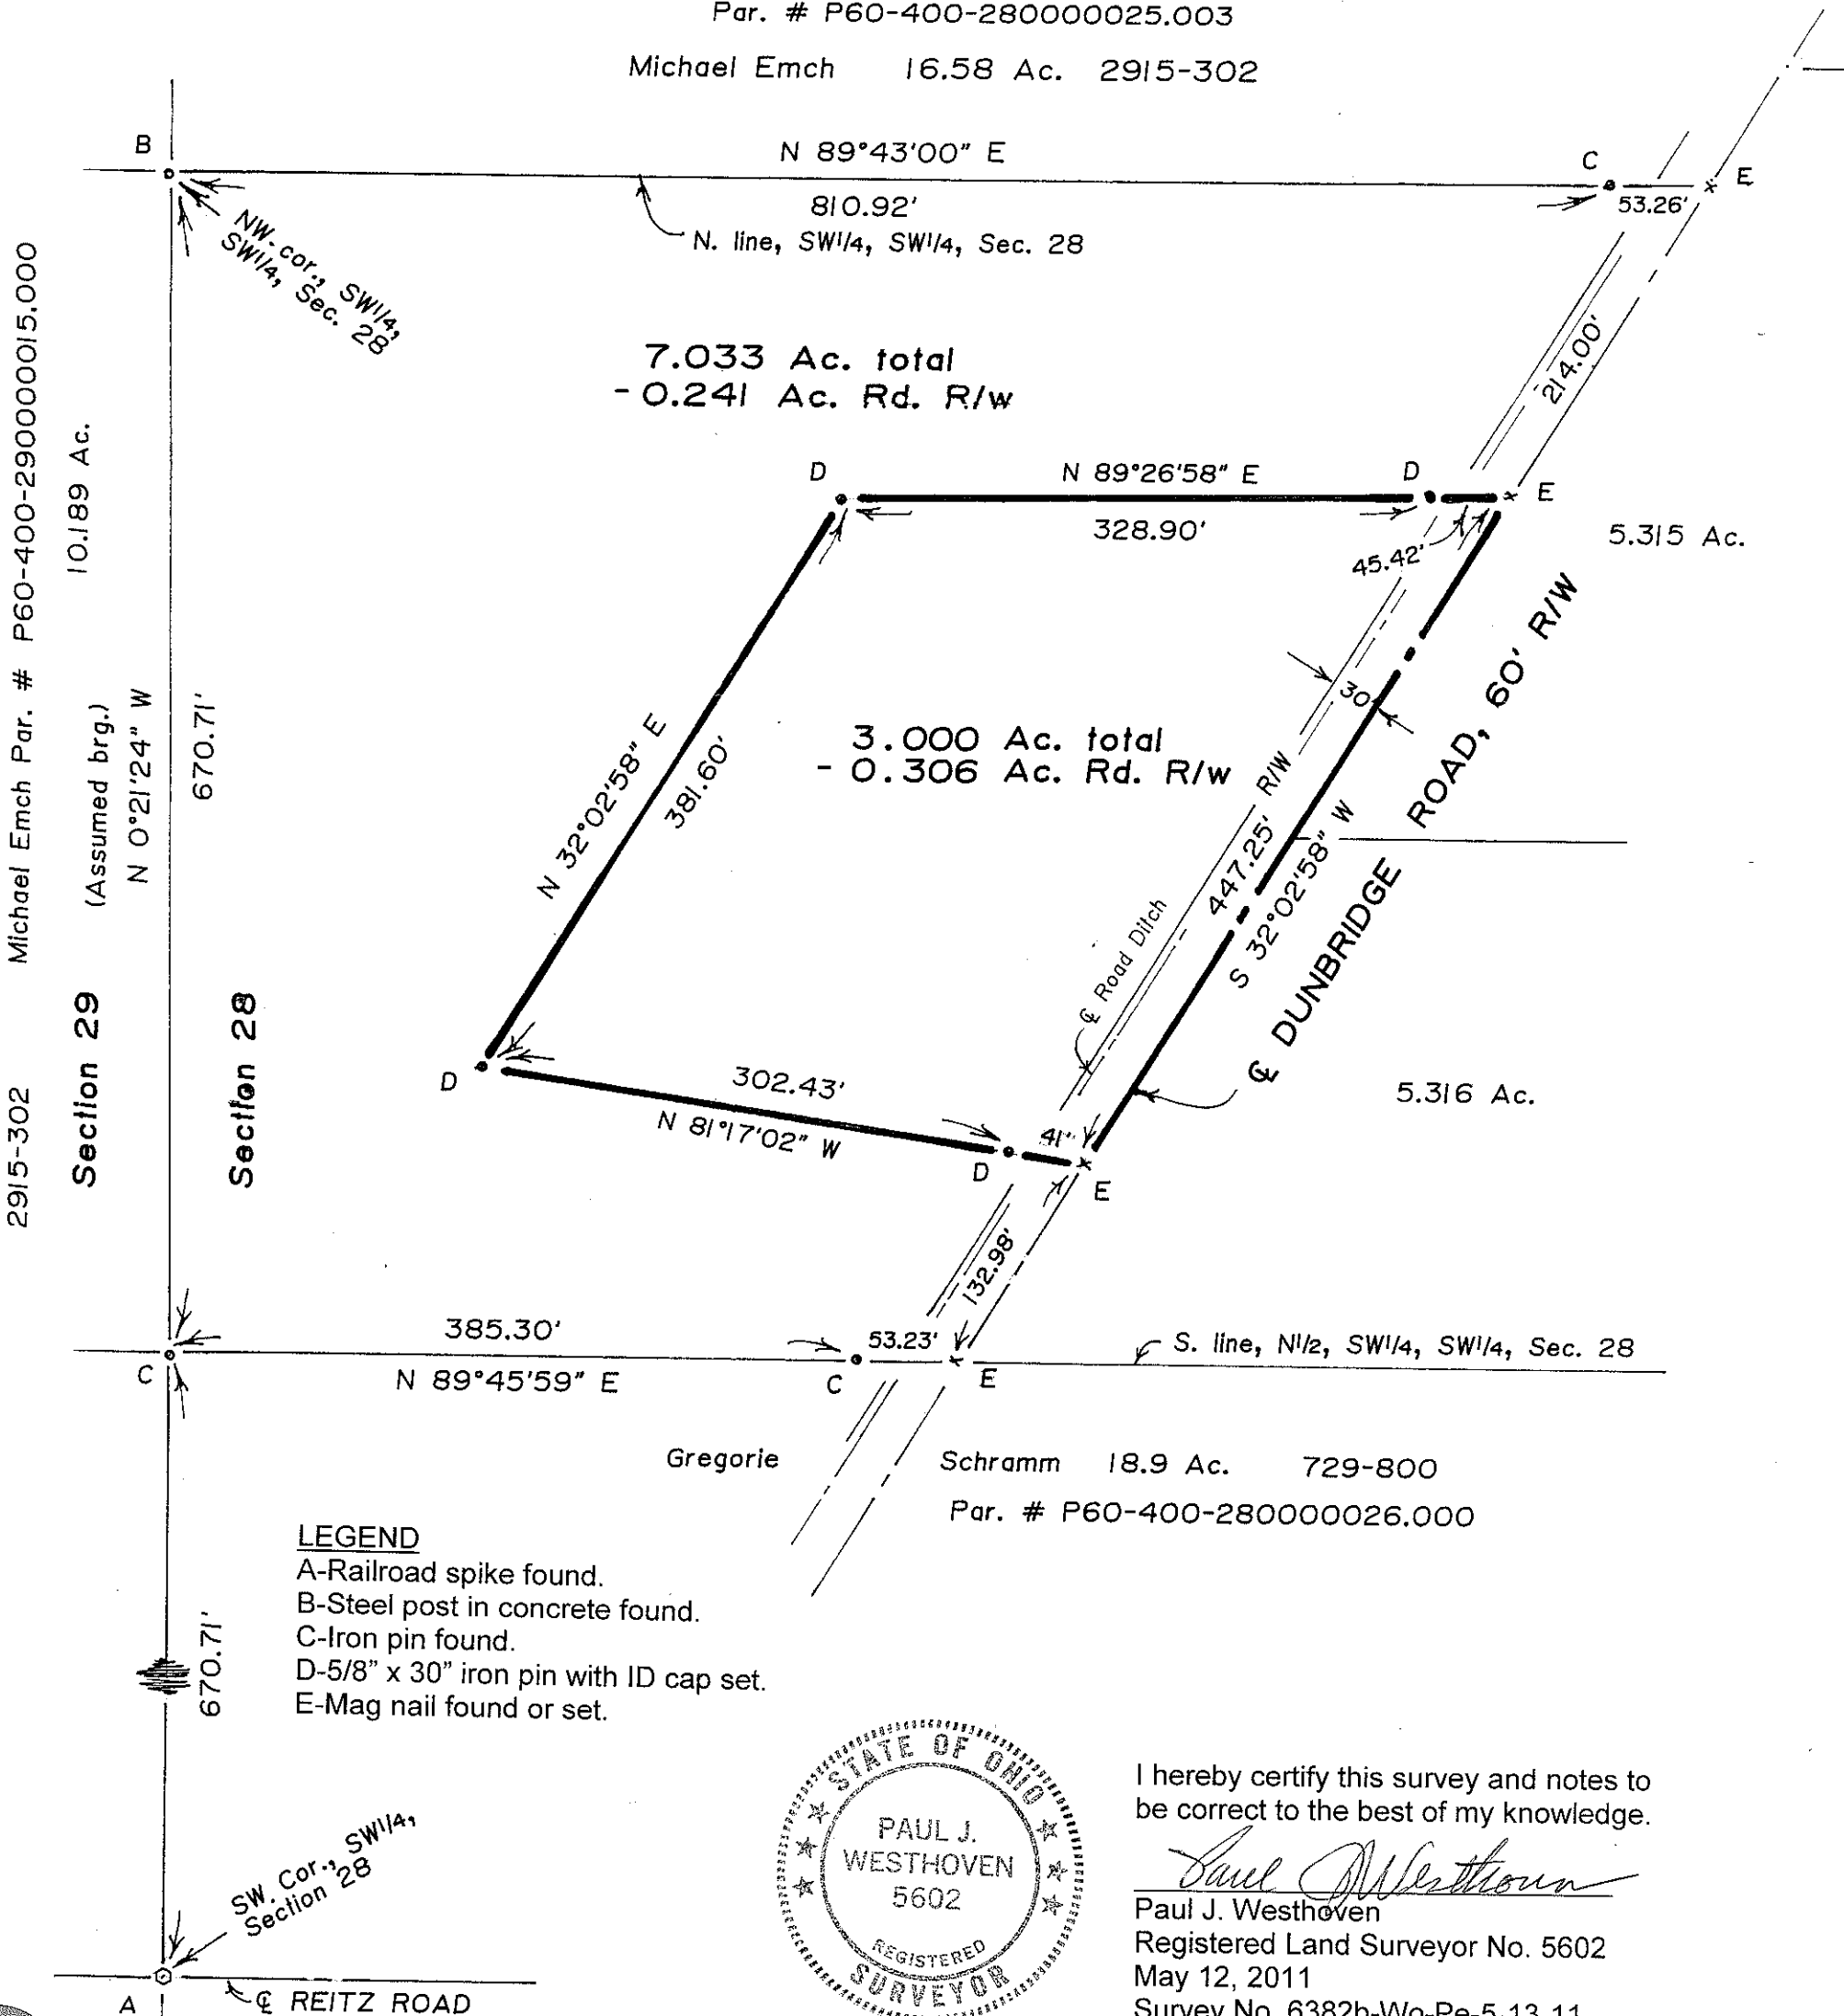 Par. # P60-400-280000025.003
Michael Emch 16.58 Ac. 2915-302
B
N 89°43'00" E
C
E
810.92'
53.26'
N. line, SW1/4, SW1/4, Sec. 28
NW. cor., SW1/4,
SW1/4, Sec. 28
7.033 Ac. total
- 0.241 Ac. Rd. R/w
214.00'
2915-302 Michael Emch Par. # P60-400-290000015.000
10.189 Ac.
(Assumed brg.)
N 0°21'24" W
670.71'
Section 29
Section 28
D
N 89°26'58" E
D
E
328.90'
45.42'
5.315 Ac.
N 32°02'58" E
381.60'
3.000 Ac. total
- 0.306 Ac. Rd. R/w
30'
R/W
447.25'
S 32°02'58" W
℄ Road Ditch
℄ DUNBRIDGE ROAD, 60' R/W
5.316 Ac.
D
302.43'
N 81°17'02" W
D
41'
E
132.98'
385.30'
53.23'
S. line, N1/2, SW1/4, SW1/4, Sec. 28
C
N 89°45'59" E
C
E
Gregorie Schramm 18.9 Ac. 729-800
Par. # P60-400-280000026.000
LEGEND
A-Railroad spike found.
B-Steel post in concrete found.
C-Iron pin found.
D-5/8" x 30" iron pin with ID cap set.
E-Mag nail found or set.
670.71'
SW. Cor., SW1/4,
Section 28
A
℄ REITZ ROAD
STATE OF OHIO
PAUL J.
WESTHOVEN
5602
REGISTERED
SURVEYOR
I hereby certify this survey and notes to
be correct to the best of my knowledge.
Paul J Westhoven
Paul J. Westhoven
Registered Land Surveyor No. 5602
May 12, 2011
Survey No. 6382b-Wo-Pe-5-13-11